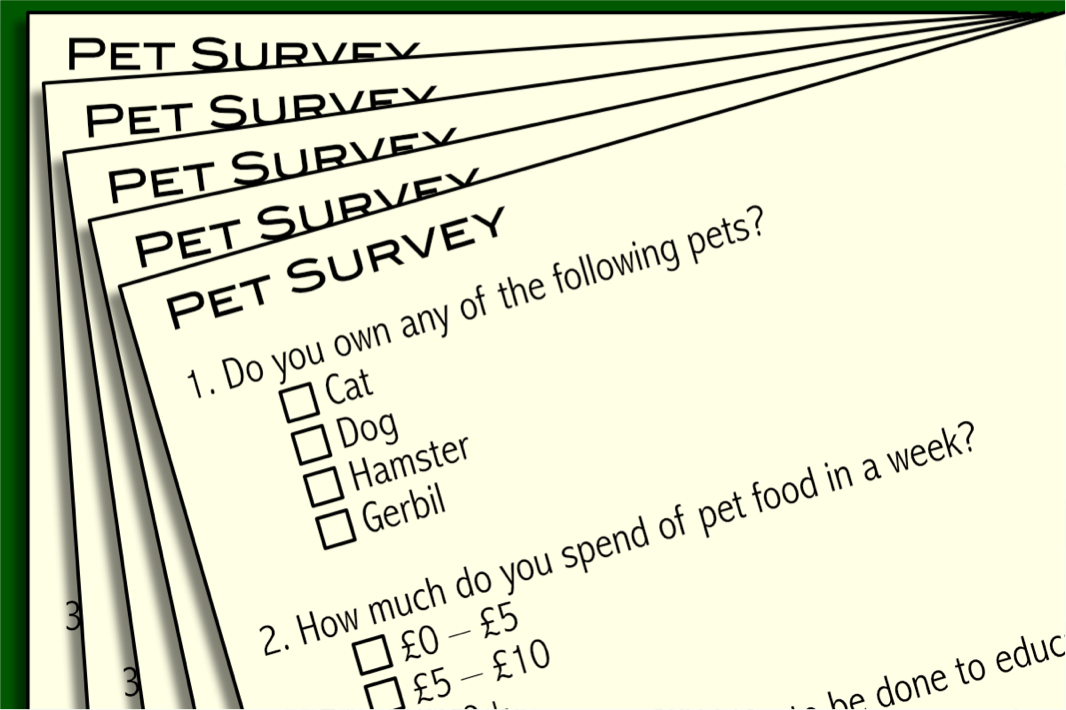 PET SURVEY
PET SURVEY
PET SURVEY
PET SURVEY
PET SURVEY
1. Do you own any of the following pets?
Cat
Dog
Hamster
Gerbil
2. How much do you spend of pet food in a week?
£0 – £5
£5 – £10
be done to educ
3
3